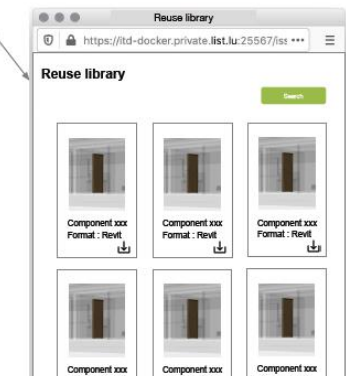 Reuse library
https://itd-docker.private.list.lu:25567/iss
Reuse library
Search
Component xxx
Format : Revit
Component xxx
Format : Revit
Component xxx
Format : Revit
Component xxx
Component xxx
Component xxx